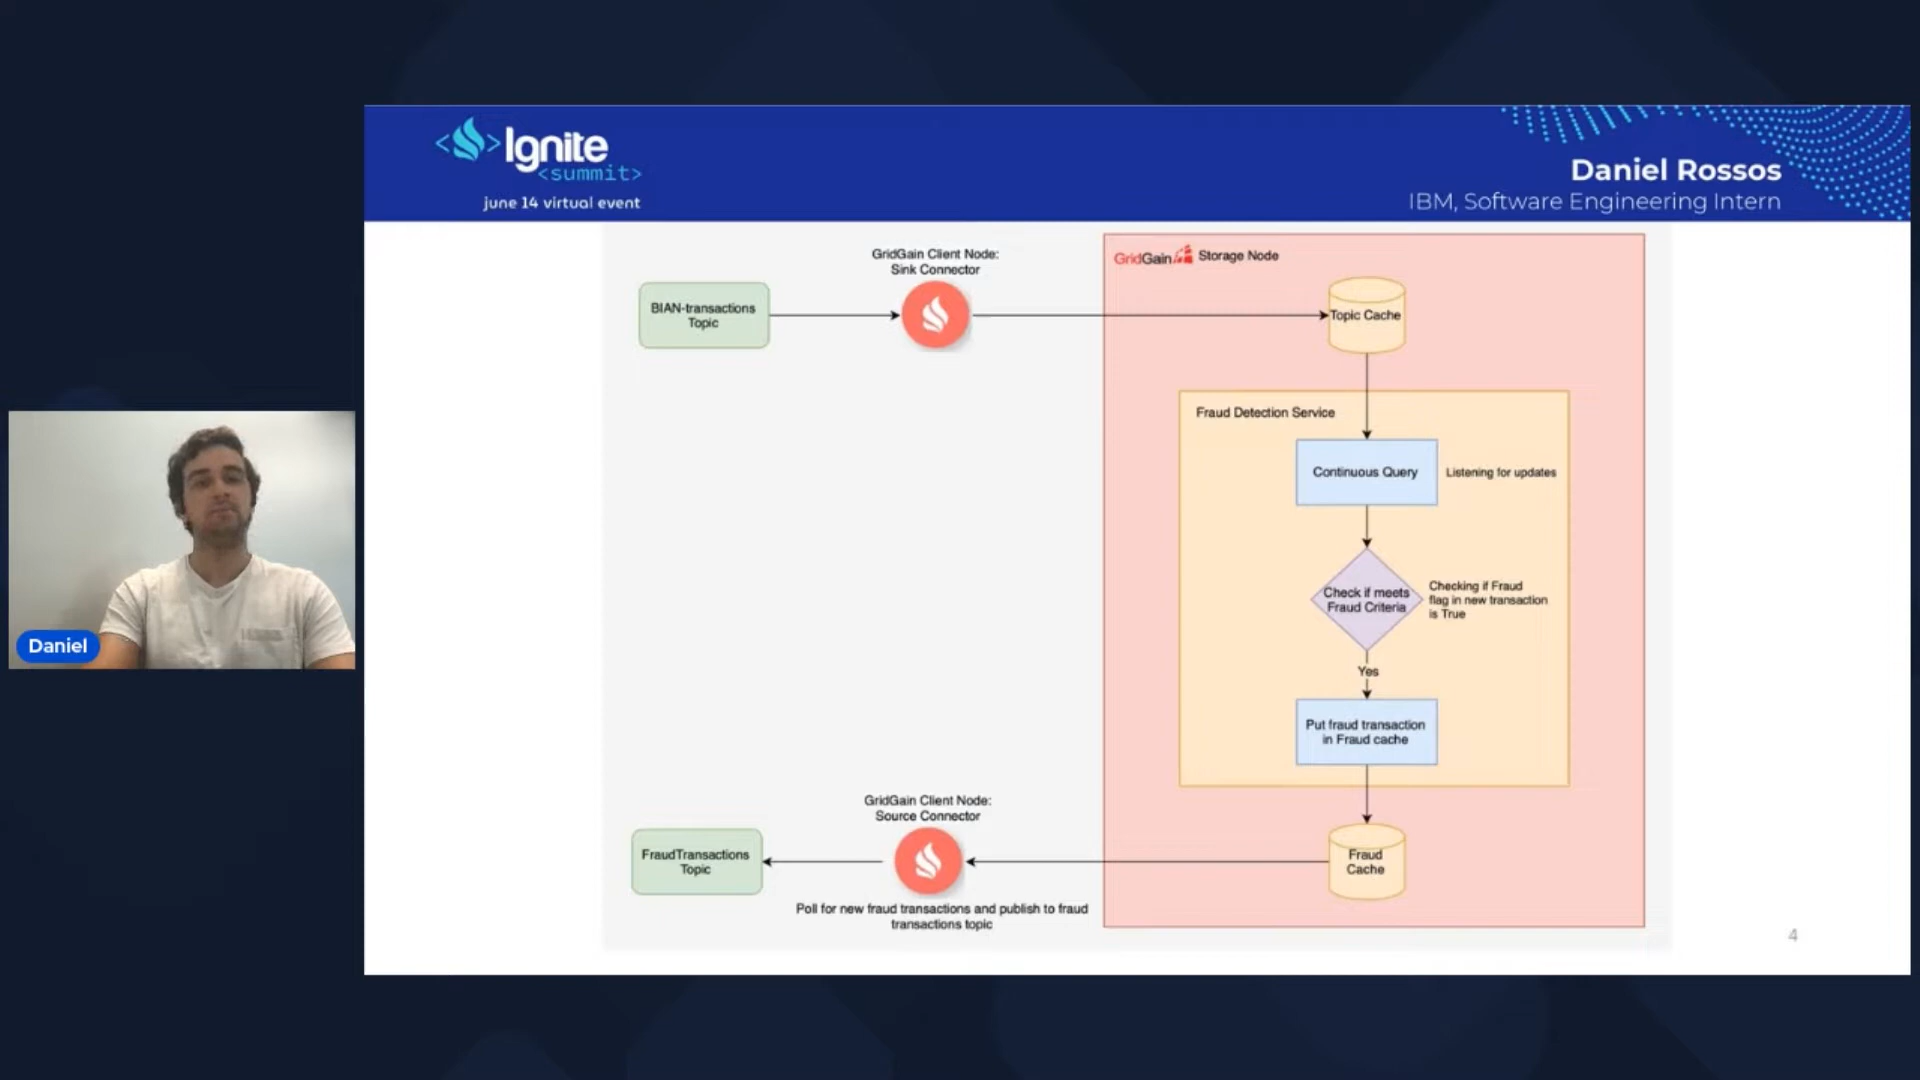 <Ignite
<summit>
june 14 virtual event
Daniel Rossos
IBM, Software Engineering Intern
GridGain Client Node:
Sink Connector
GridGain Storage Node
BIAN-transactions
Topic
Topic Cache
Fraud Detection Service
Continuous Query
Listening for updates
Check if meets
Fraud Criteria
Checking if Fraud
flag in new transaction
is True
Yes
Put fraud transaction
in Fraud cache
GridGain Client Node:
Source Connector
FraudTransactions
Topic
Fraud
Cache
Poll for new fraud transactions and publish to fraud
transactions topic
4
Daniel